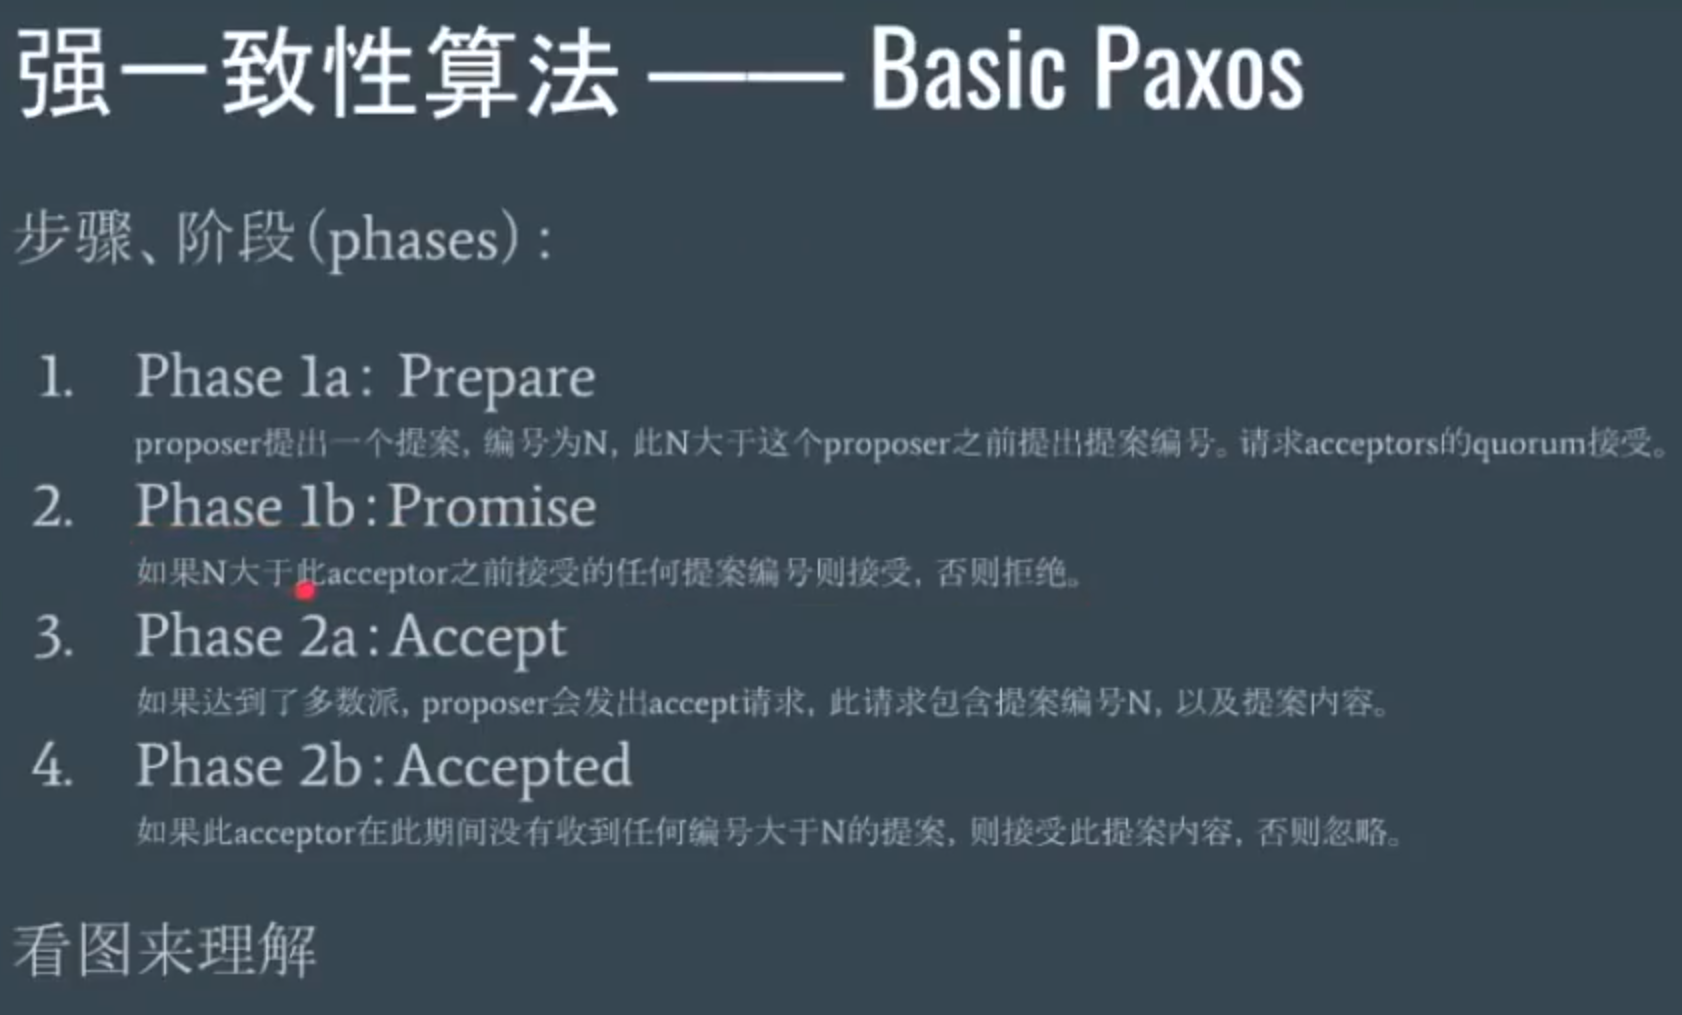 强一致性算法 —— Basic Paxos
步骤、阶段(phases)：
1. Phase 1a：Prepare
proposer提出一个提案，编号为N，此N大于这个proposer之前提出提案编号。请求acceptors的quorum接受。
2. Phase 1b：Promise
如果N大于此acceptor之前接受的任何提案编号则接受，否则拒绝。
3. Phase 2a：Accept
如果达到了多数派，proposer会发出accept请求，此请求包含提案编号N，以及提案内容。
4. Phase 2b：Accepted
如果此acceptor在此期间没有收到任何编号大于N的提案，则接受此提案内容，否则忽略。
看图来理解